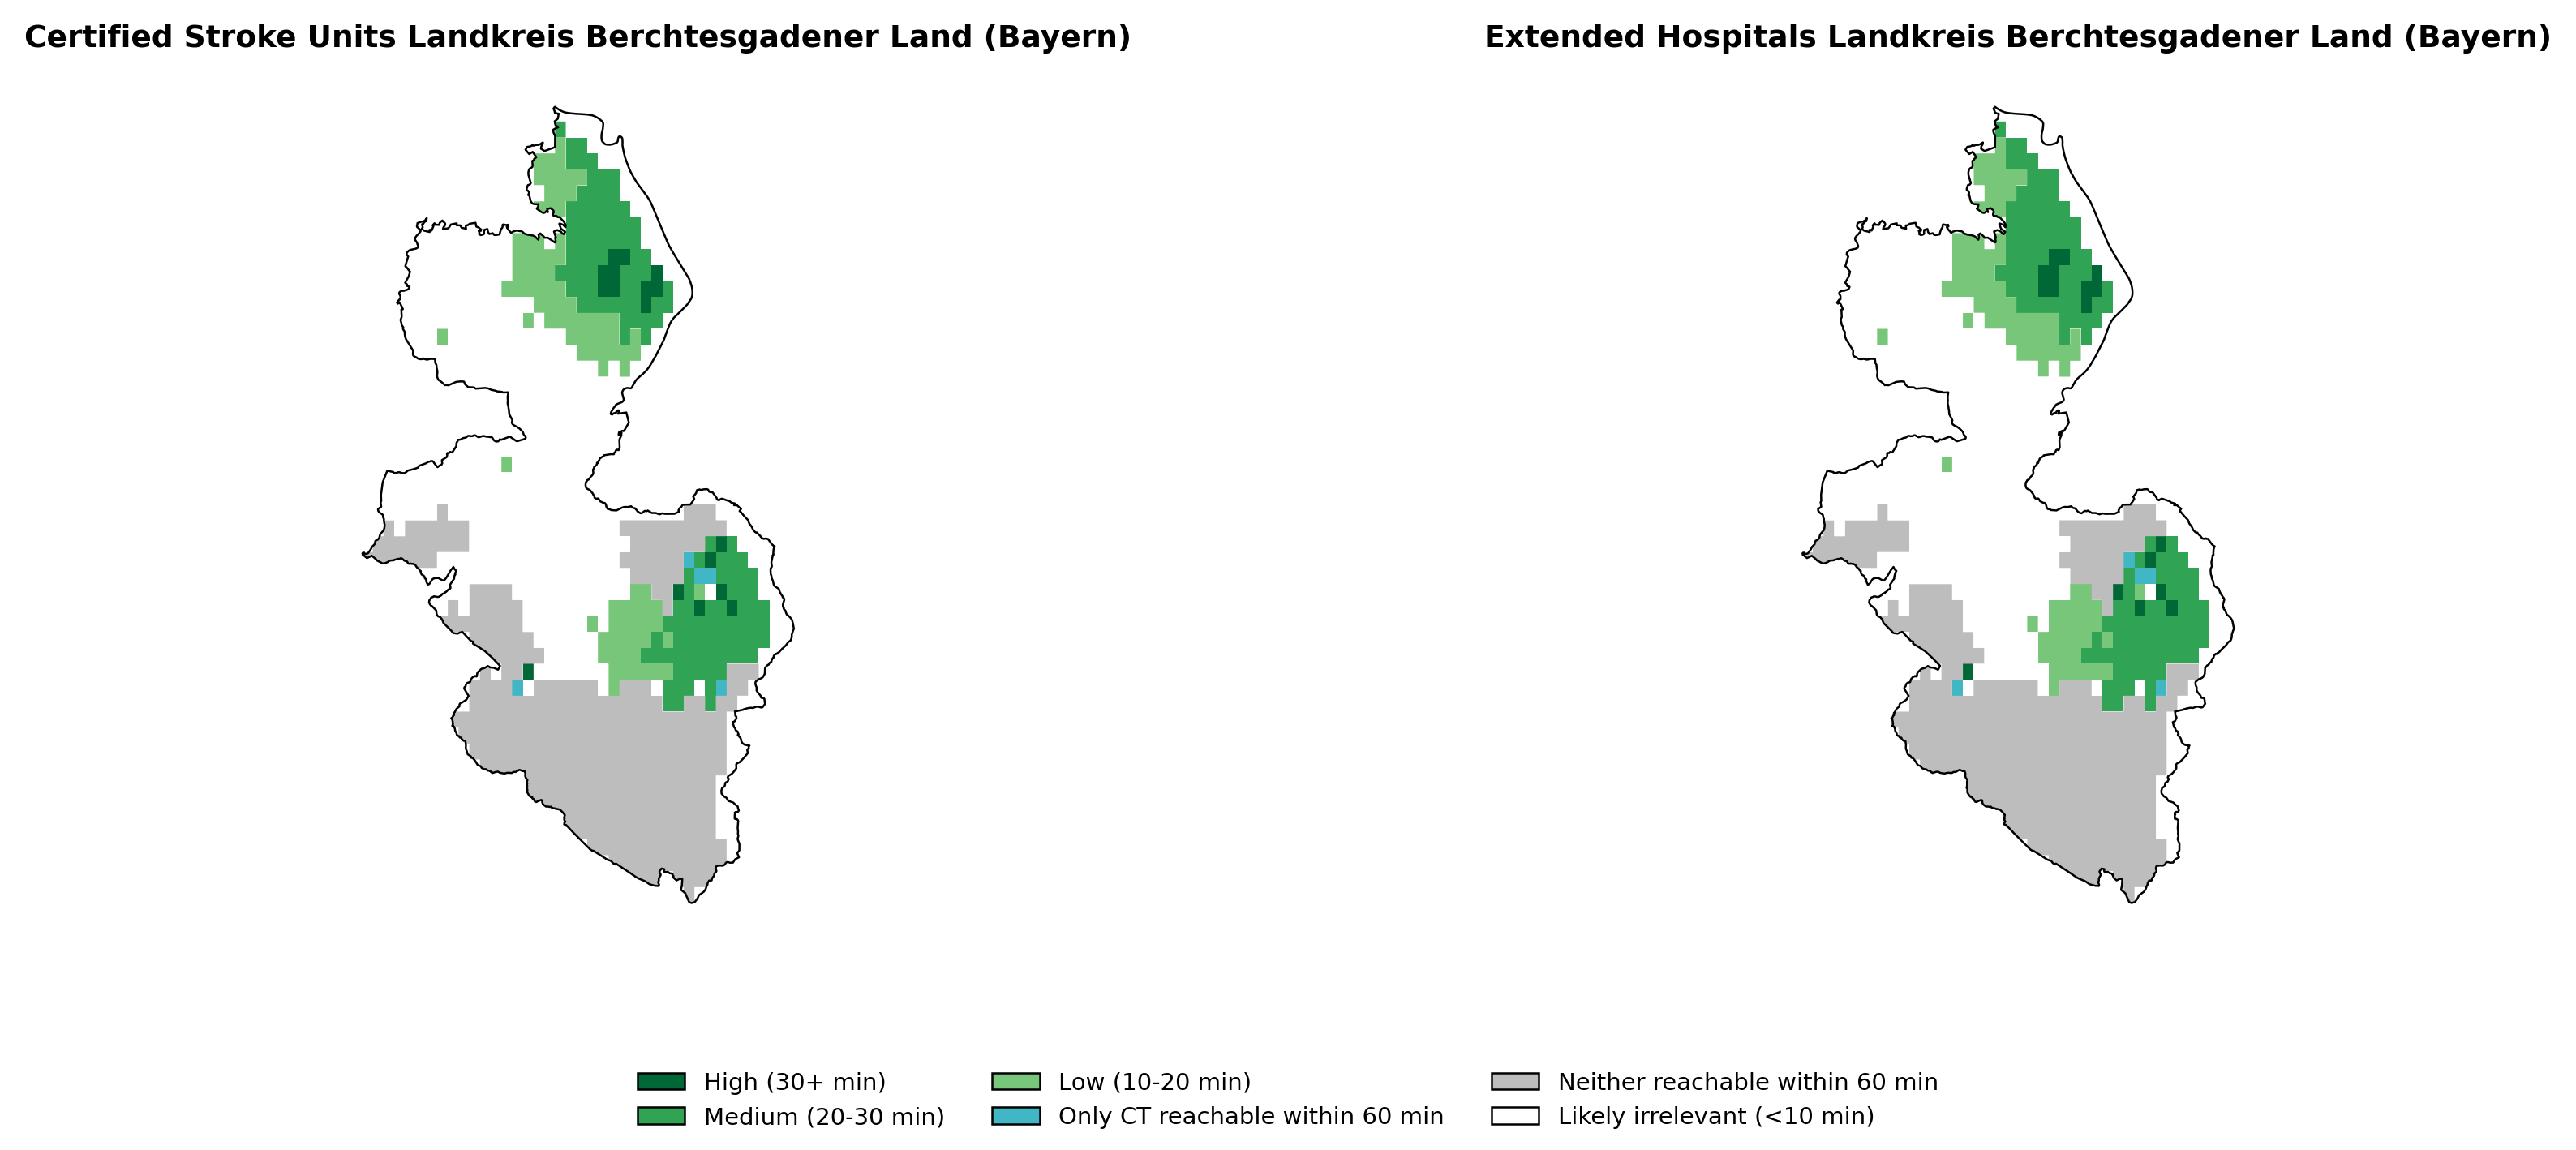 Certified Stroke Units Landkreis Berchtesgadener Land (Bayern)
Extended Hospitals Landkreis Berchtesgadener Land (Bayern)
High (30+ min)
Medium (20-30 min)
Low (10-20 min)
Only CT reachable within 60 min
Neither reachable within 60 min
Likely irrelevant (<10 min)